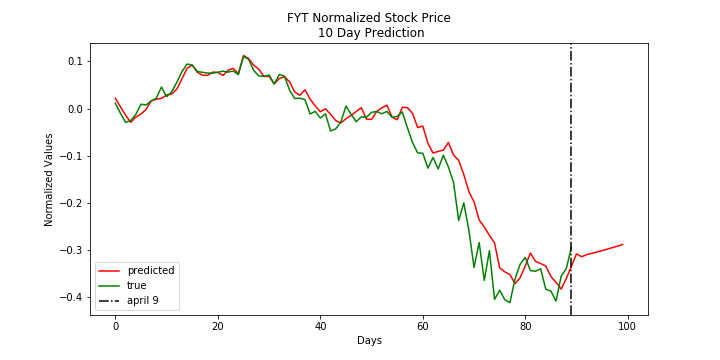 FYT Normalized Stock Price
10 Day Prediction
Normalized Values
0.1
0.0
−0.1
−0.2
−0.3
−0.4
predicted
true
april 9
0
20
40
60
80
100
Days